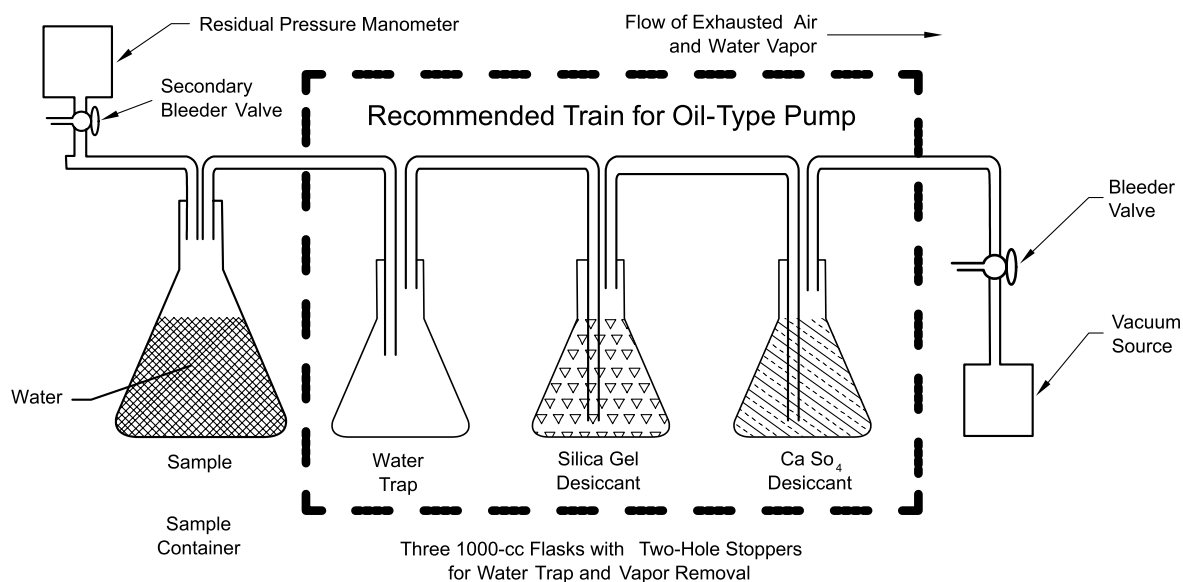 Residual Pressure Manometer
Flow of Exhausted Air
and Water Vapor
Secondary
Bleeder Valve
Recommended Train for Oil-Type Pump
Bleeder
Valve
Vacuum
Source
Water
Sample
Water
Trap
Silica Gel
Desiccant
Ca So₄
Desiccant
Sample
Container
Three 1000-cc Flasks with Two-Hole Stoppers
for Water Trap and Vapor Removal